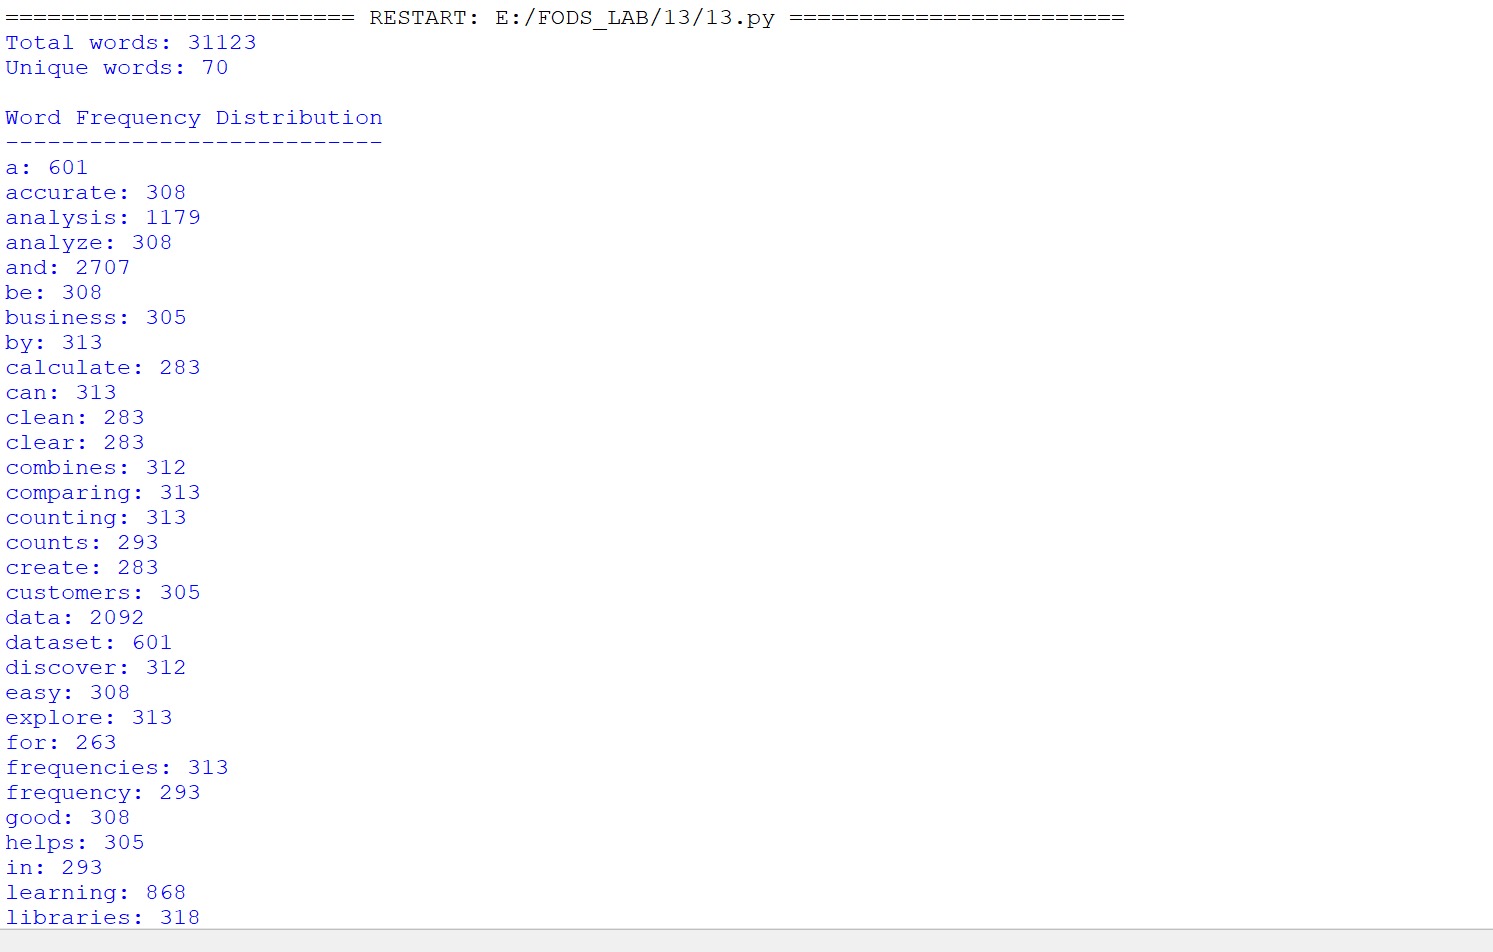 ========================= RESTART: E:/FODS_LAB/13/13.py ========================
Total words: 31123
Unique words: 70
Word Frequency Distribution
---------------------------
a: 601
accurate: 308
analysis: 1179
analyze: 308
and: 2707
be: 308
business: 305
by: 313
calculate: 283
can: 313
clean: 283
clear: 283
combines: 312
comparing: 313
counting: 313
counts: 293
create: 283
customers: 305
data: 2092
dataset: 601
discover: 312
easy: 308
explore: 313
for: 263
frequencies: 313
frequency: 293
good: 308
helps: 305
in: 293
learning: 868
libraries: 318